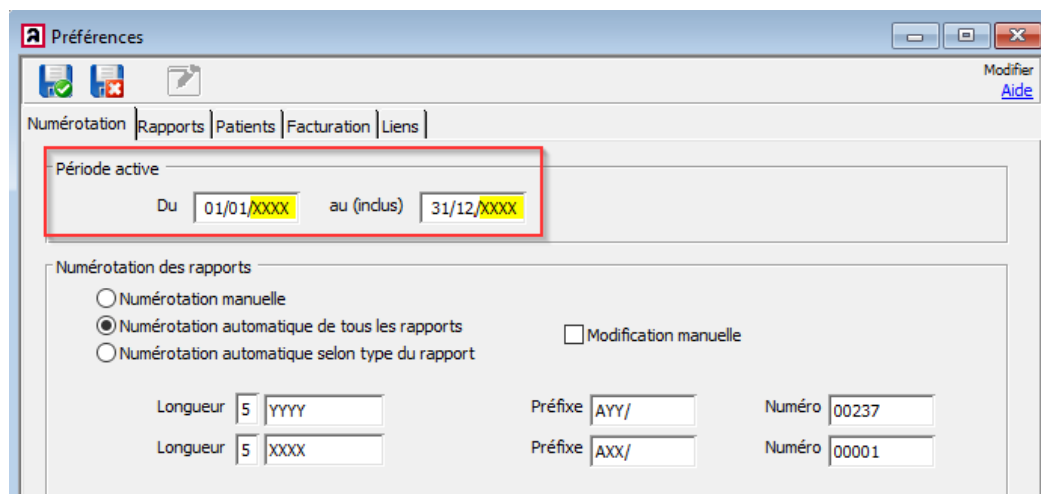 Préférences
Modifier
Aide
Numérotation Rapports Patients Facturation Liens
Période active
Du 01/01/XXXX au (inclus) 31/12/XXXX
Numérotation des rapports
Numérotation manuelle
Numérotation automatique de tous les rapports
Modification manuelle
Numérotation automatique selon type du rapport
Longueur 5 YYYY Préfixe AYY/ Numéro 00237
Longueur 5 XXXX Préfixe AXX/ Numéro 00001